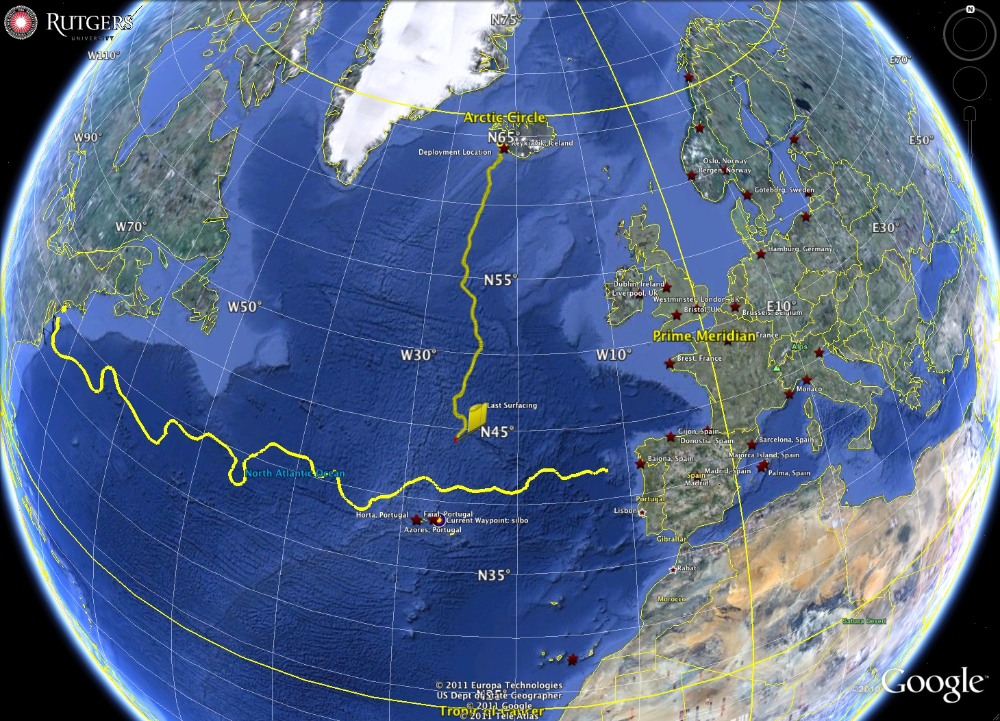 RUTGERS
UNIVERSITY
N
N75°
W110°
E70°
Arctic Circle
W90°
N65°
Reykjavik, Iceland
E50°
Deployment Location
Oslo, Norway
Bergen, Norway
Goteborg, Sweden
W70°
E30°
Hamburg, Germany
N55°
Dublin, Ireland
Liverpool, UK
Westminster, London, UK
W50°
E10°
Bristol, UK
Brussels, Belgium
Prime Meridian
France
Alps
W30°
W10°
Brest, France
Monaco
Last Surfacing
N45°
Gijon, Spain
Donostia, Spain
Barcelona, Spain
Majorca Island, Spain
Baiona, Spain
North Atlantic Ocean
Madrid, Spain
Palma, Spain
Spain
Madrid
Portugal
Lisbon
Horta, Portugal
Faial, Portugal
Current Waypoint: silbo
Azores, Portugal
Gibraltar
Rabat
N35°
Morocco
Sahara Desert
© 2011 Europa Technologies
US Dept of State Geographer
N25°
© 2011 Google
Tropic of Cancer
© 2011 Tele Atlas
©2010
Google™